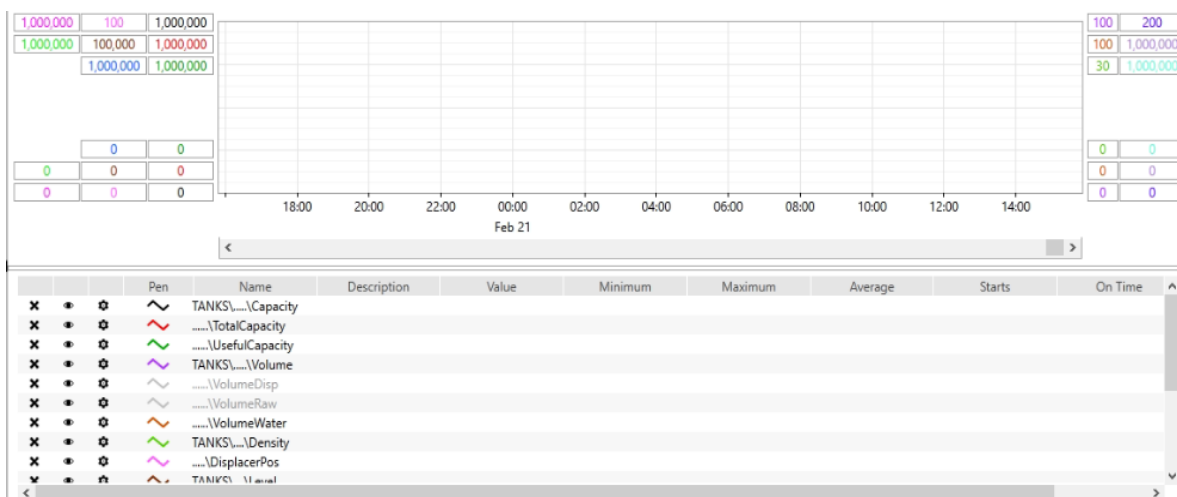 1,000,000 100 1,000,000 100 200
1,000,000 100,000 1,000,000 100 1,000,000
1,000,000 1,000,000 30 1,000,000
0 0 0 0
0 0 0 0 0
0 0 0 0 0
18:00 20:00 22:00 00:00 02:00 04:00 06:00 08:00 10:00 12:00 14:00
Feb 21
Pen Name Description Value Minimum Maximum Average Starts On Time
TANKS\.....\Capacity
......\TotalCapacity
......\UsefulCapacity
TANKS\.....\Volume
......\VolumeDisp
......\VolumeRaw
......\VolumeWater
TANKS\.....\Density
.....\DisplacerPos
TANKS\....\Level